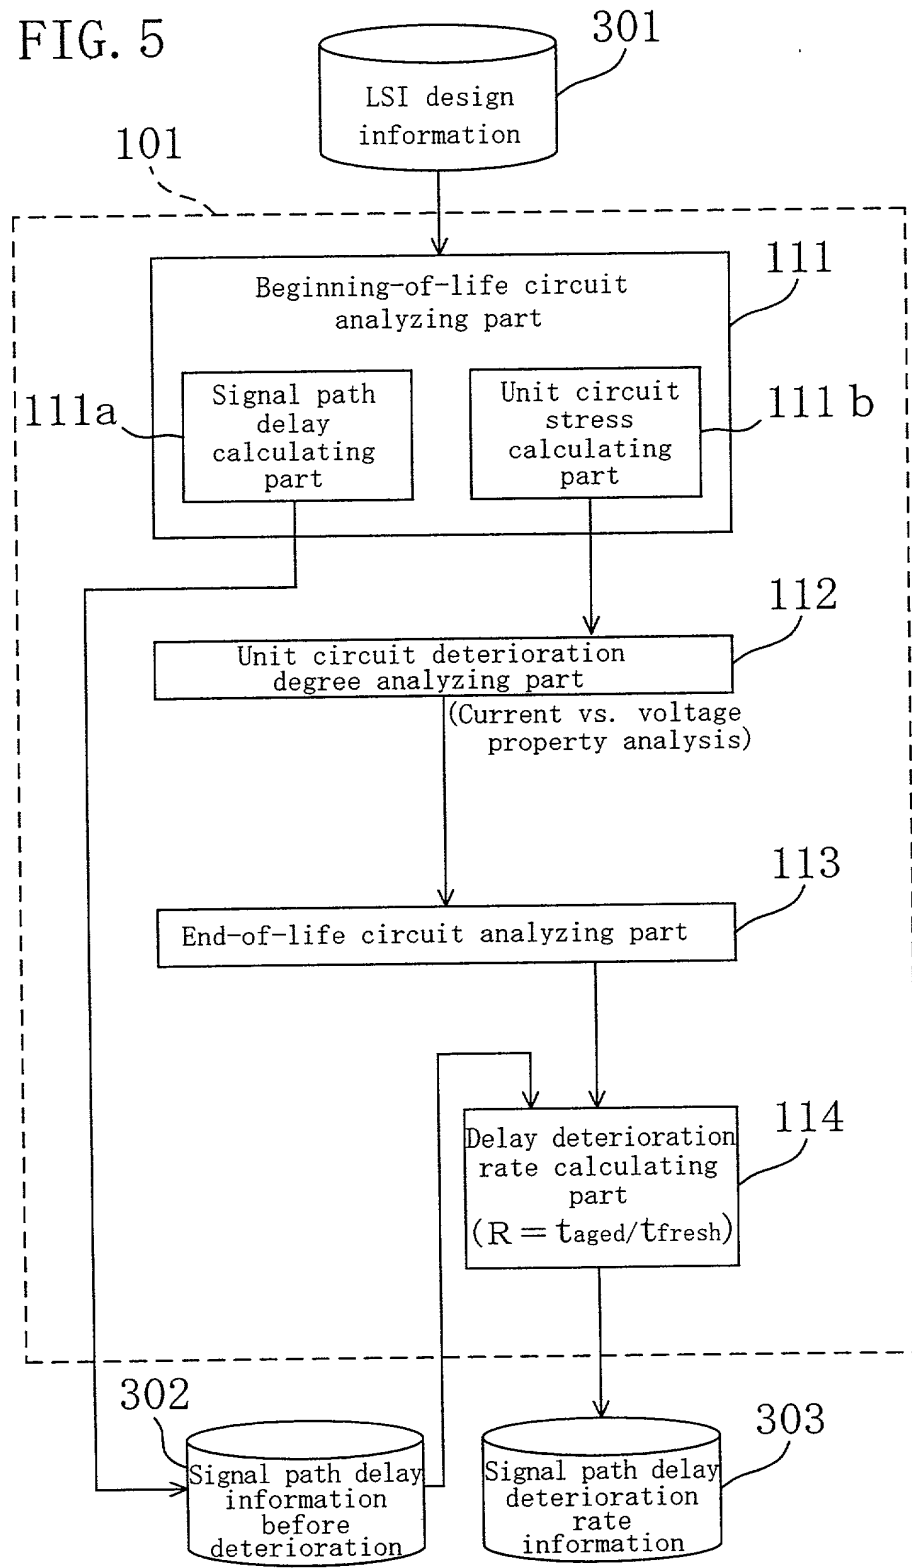 FIG. 5
301
LSI design
information
101
111
Beginning-of-life circuit
analyzing part
111a
Signal path
delay
calculating
part
Unit circuit
stress
calculating
part
111 b
112
Unit circuit deterioration
degree analyzing part
(Current vs. voltage
property analysis)
113
End-of-life circuit analyzing part
114
Delay deterioration
rate calculating
part
(R=taged/tfresh)
302
Signal path delay
information
before
deterioration
303
Signal path delay
deterioration
rate
information